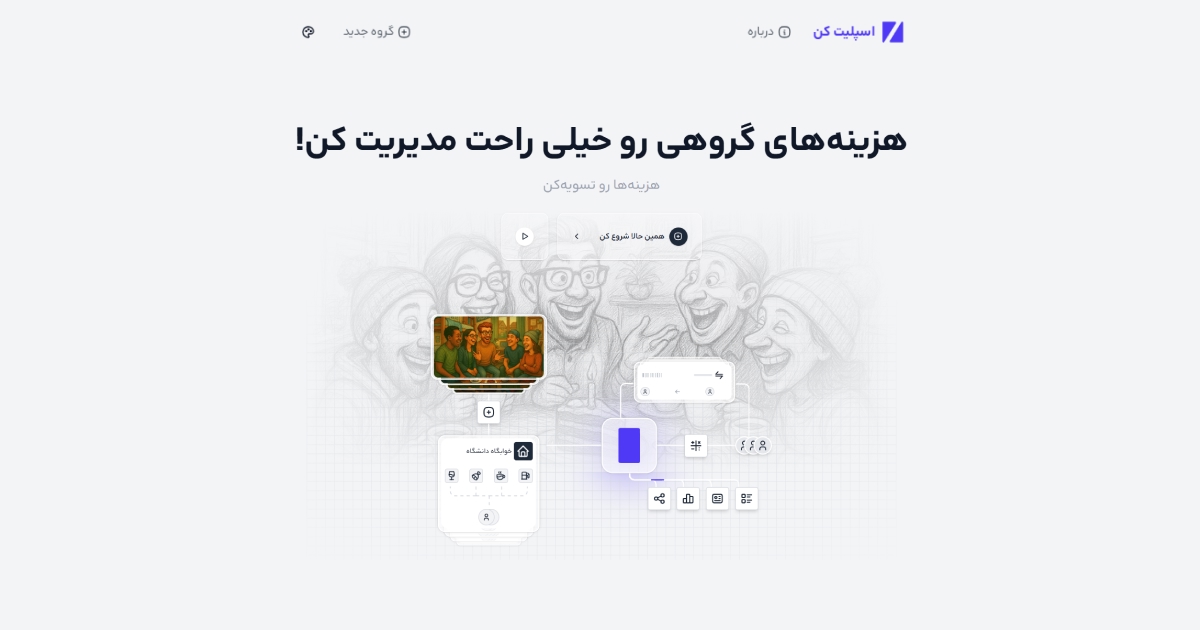 اسپلیت کن
درباره
گروه جدید
هزینه‌های گروهی رو خیلی راحت مدیریت کن!
هزینه‌ها رو تسویه‌کن
همین حالا شروع کن
خوابگاه دانشگاه